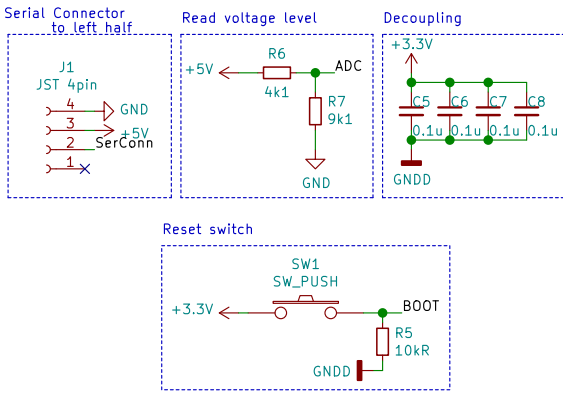 Serial Connector
to left half
J1
JST 4pin
4
GND
3
+5V
2
SerConn
1
Read voltage level
+5V
R6
4k1
ADC
R7
9k1
GND
Decoupling
+3.3V
C5 C6 C7 C8
0.1u 0.1u 0.1u 0.1u
GNDD
Reset switch
SW1
SW_PUSH
+3.3V
BOOT
R5
10kR
GNDD